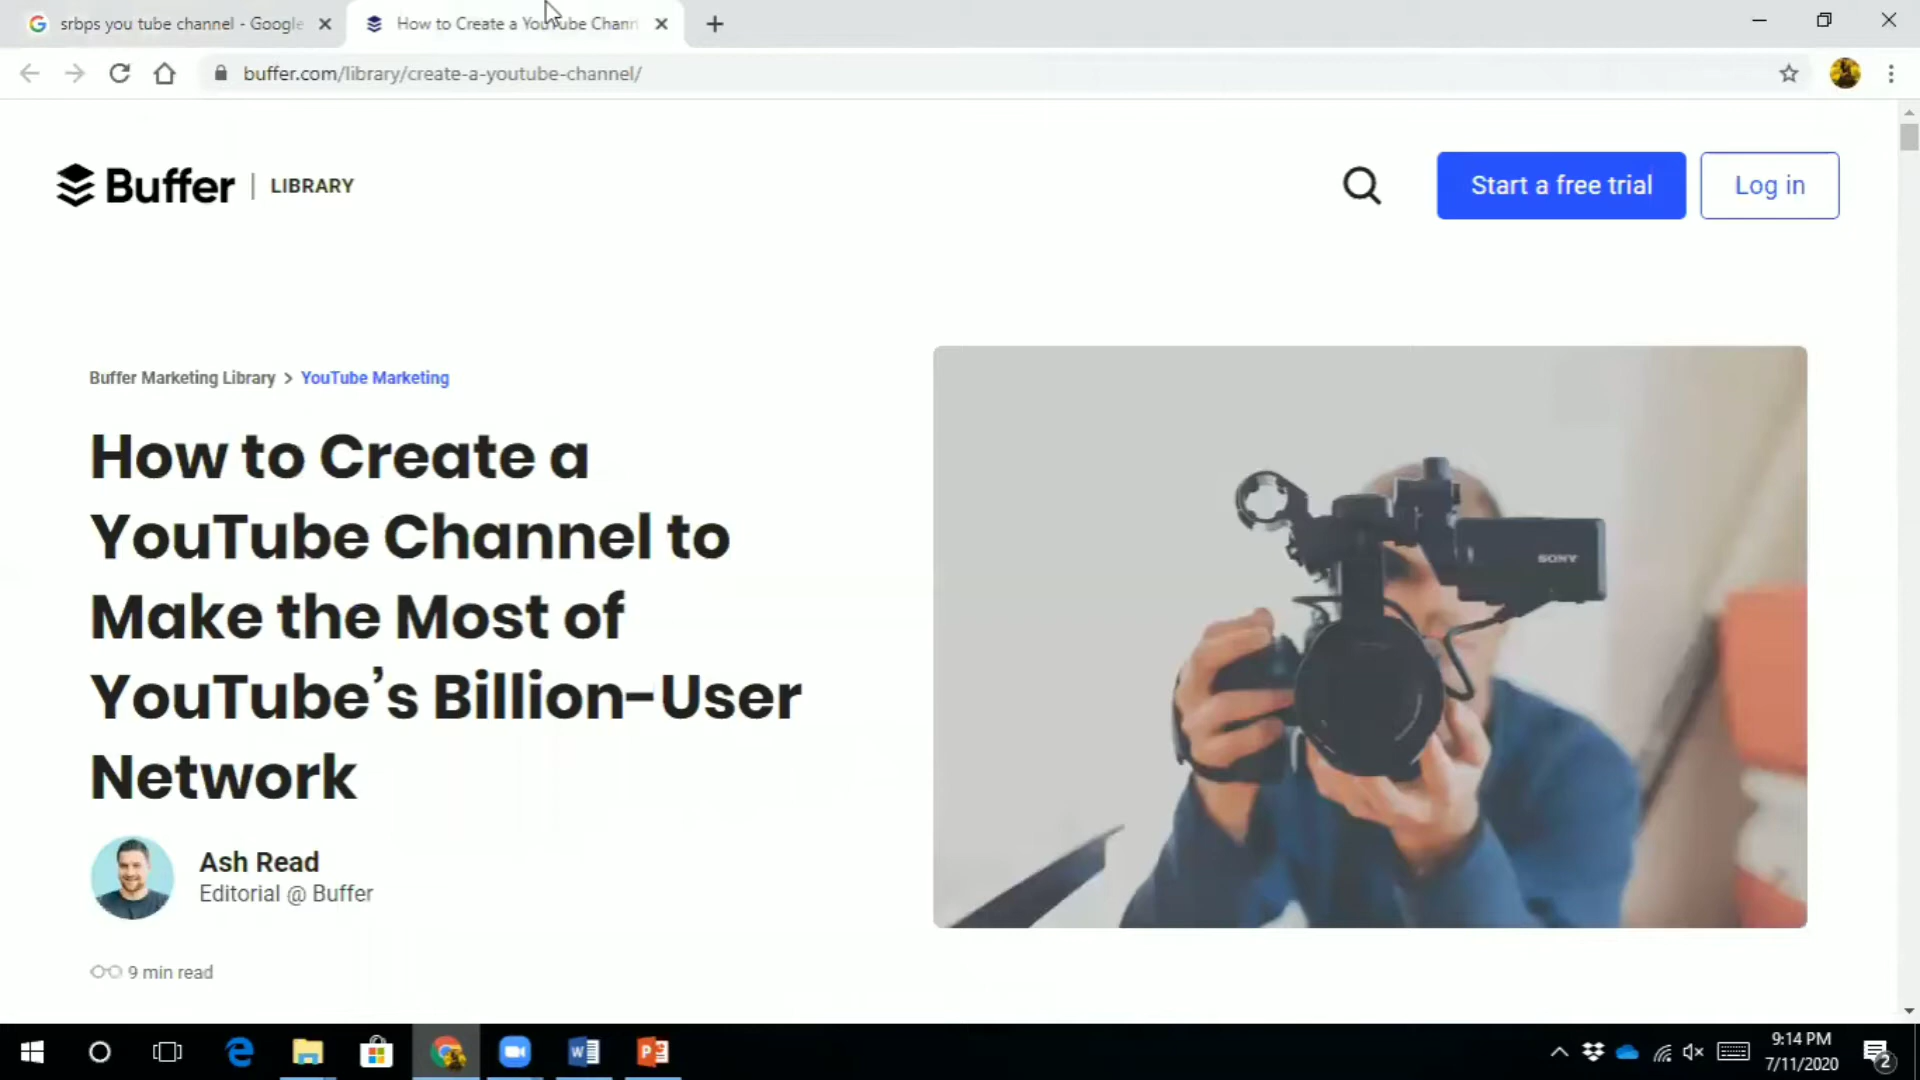 srbps you tube channel - Google
How to Create a YouTube Chann
buffer.com/library/create-a-youtube-channel/
Buffer | LIBRARY
Start a free trial
Log in
Buffer Marketing Library > YouTube Marketing
How to Create a
YouTube Channel to
Make the Most of
YouTube’s Billion-User
Network
Ash Read
Editorial @ Buffer
9 min read
SONY
9:14 PM
7/11/2020
2